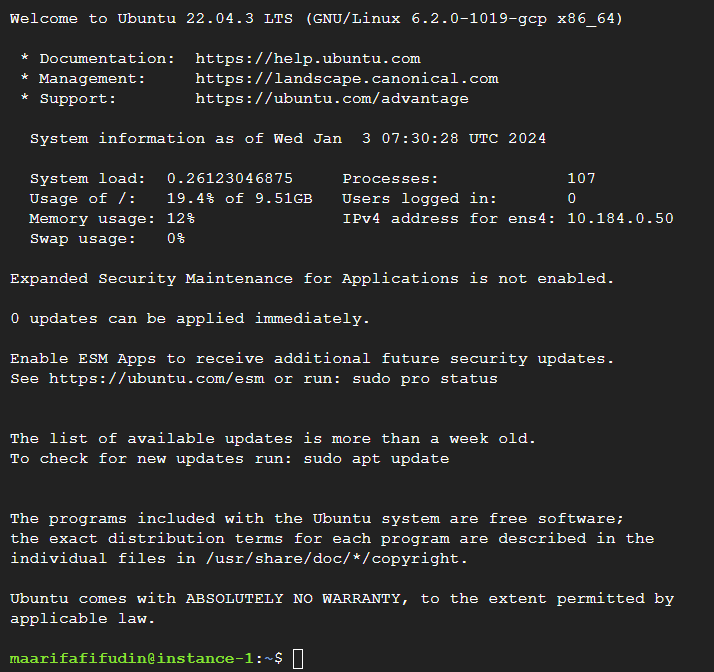 Welcome to Ubuntu 22.04.3 LTS (GNU/Linux 6.2.0-1019-gcp x86_64)
* Documentation: https://help.ubuntu.com
* Management: https://landscape.canonical.com
* Support: https://ubuntu.com/advantage
System information as of Wed Jan 3 07:30:28 UTC 2024
System load: 0.26123046875 Processes: 107
Usage of /: 19.4% of 9.51GB Users logged in: 0
Memory usage: 12% IPv4 address for ens4: 10.184.0.50
Swap usage: 0%
Expanded Security Maintenance for Applications is not enabled.
0 updates can be applied immediately.
Enable ESM Apps to receive additional future security updates.
See https://ubuntu.com/esm or run: sudo pro status
The list of available updates is more than a week old.
To check for new updates run: sudo apt update
The programs included with the Ubuntu system are free software;
the exact distribution terms for each program are described in the
individual files in /usr/share/doc/*/copyright.
Ubuntu comes with ABSOLUTELY NO WARRANTY, to the extent permitted by
applicable law.
maarifafifudin@instance-1:~$